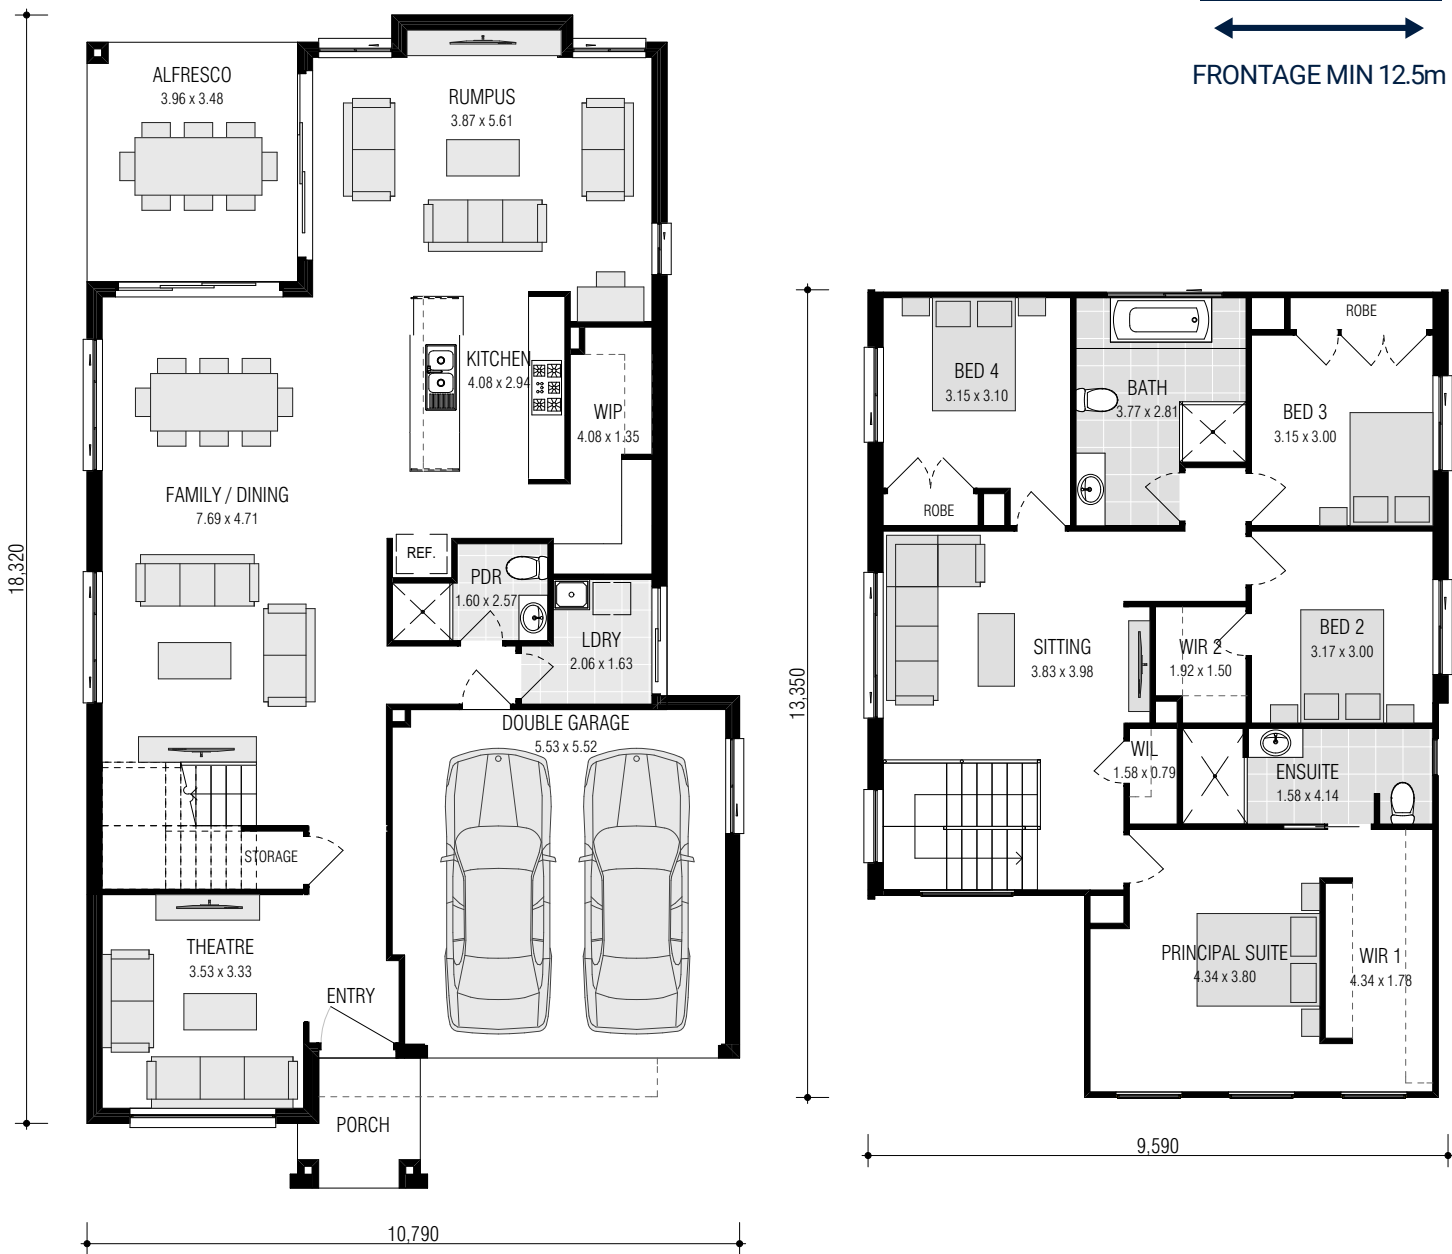 FRONTAGE MIN 12.5m
ALFRESCO
3.96 x 3.48
RUMPUS
3.87 x 5.61
KITCHEN
4.08 x 2.94
WIP
4.08 x 1.35
FAMILY / DINING
7.69 x 4.71
REF.
PDR
1.60 x 2.57
LDRY
2.06 x 1.63
DOUBLE GARAGE
5.53 x 5.52
STORAGE
THEATRE
3.53 x 3.33
ENTRY
PORCH
18,320
10,790
ROBE
BED 4
3.15 x 3.10
BATH
3.77 x 2.81
BED 3
3.15 x 3.00
ROBE
SITTING
3.83 x 3.98
WIR 2
1.92 x 1.50
BED 2
3.17 x 3.00
WIL
1.58 x 0.79
ENSUITE
1.58 x 4.14
PRINCIPAL SUITE
4.34 x 3.80
WIR 1
4.34 x 1.78
13,350
9,590